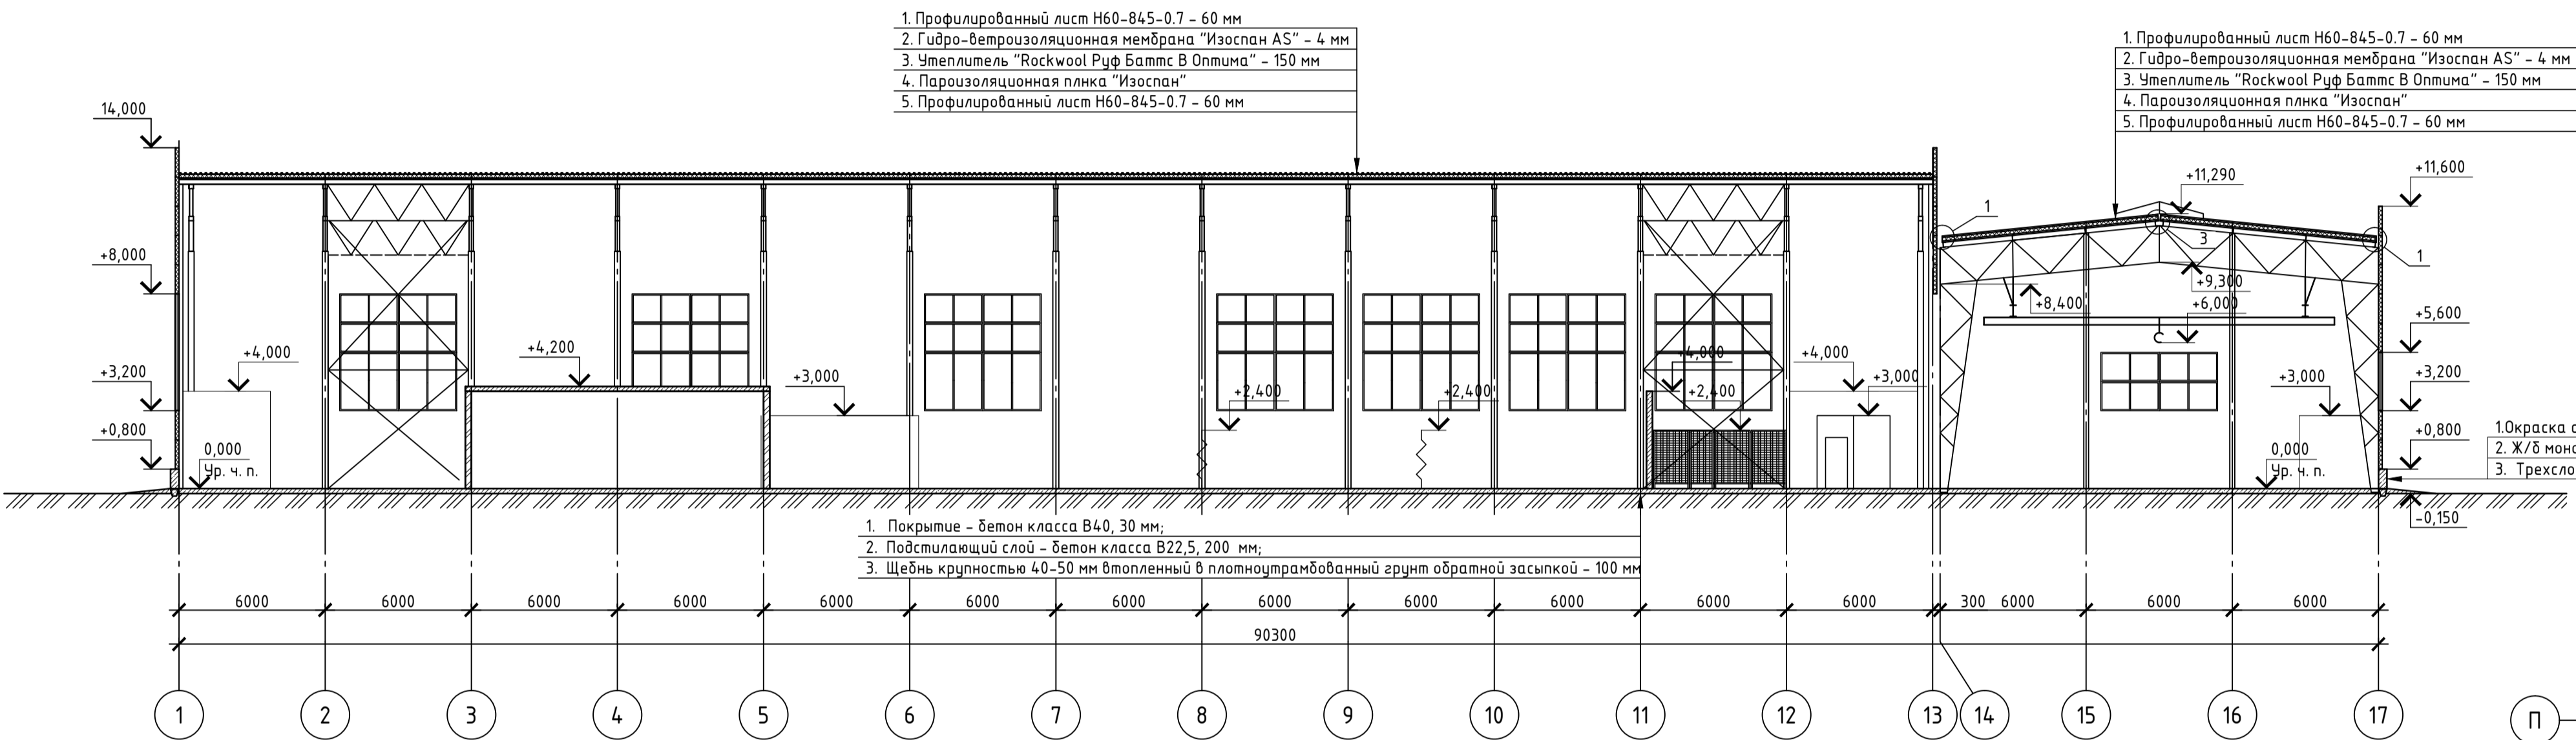 1. Профилированный лист Н60-845-0.7 - 60 мм
2. Гидро-ветроизоляционная мембрана "Изоспан AS" - 4 мм
3. Утеплитель "Rockwool Руф Баттс В Оптима" - 150 мм
4. Пароизоляционная плнка "Изоспан"
5. Профилированный лист Н60-845-0.7 - 60 мм
1. Профилированный лист Н60-845-0.7 - 60 мм
2. Гидро-ветроизоляционная мембрана "Изоспан AS" - 4 мм
3. Утеплитель "Rockwool Руф Баттс В Оптима" - 150 мм
4. Пароизоляционная плнка "Изоспан"
5. Профилированный лист Н60-845-0.7 - 60 мм
14,000
+8,000
+3,200
+0,800
0,000
Ур. ч. п.
+4,000
+4,200
+3,000
+2,400
+2,400
+4,000
+2,400
+4,000
+3,000
1
+11,290
3
+11,600
1
+9,300
+8,400
+6,000
+5,600
+3,000
+3,200
+0,800
0,000
Ур. ч. п.
-0,150
1.Окраска
2. Ж/б
3. Трехсло
1. Покрытие - бетон класса В40, 30 мм;
2. Подстилающий слой - бетон класса В22,5, 200 мм;
3. Щебнь крупностью 40-50 мм втопленный в плотноутрамбованный грунт обратной засыпкой - 100 мм
6000 6000 6000 6000 6000 6000 6000 6000 6000 6000 6000 6000 300 6000 6000 6000
90300
1 2 3 4 5 6 7 8 9 10 11 12 13 14 15 16 17 П